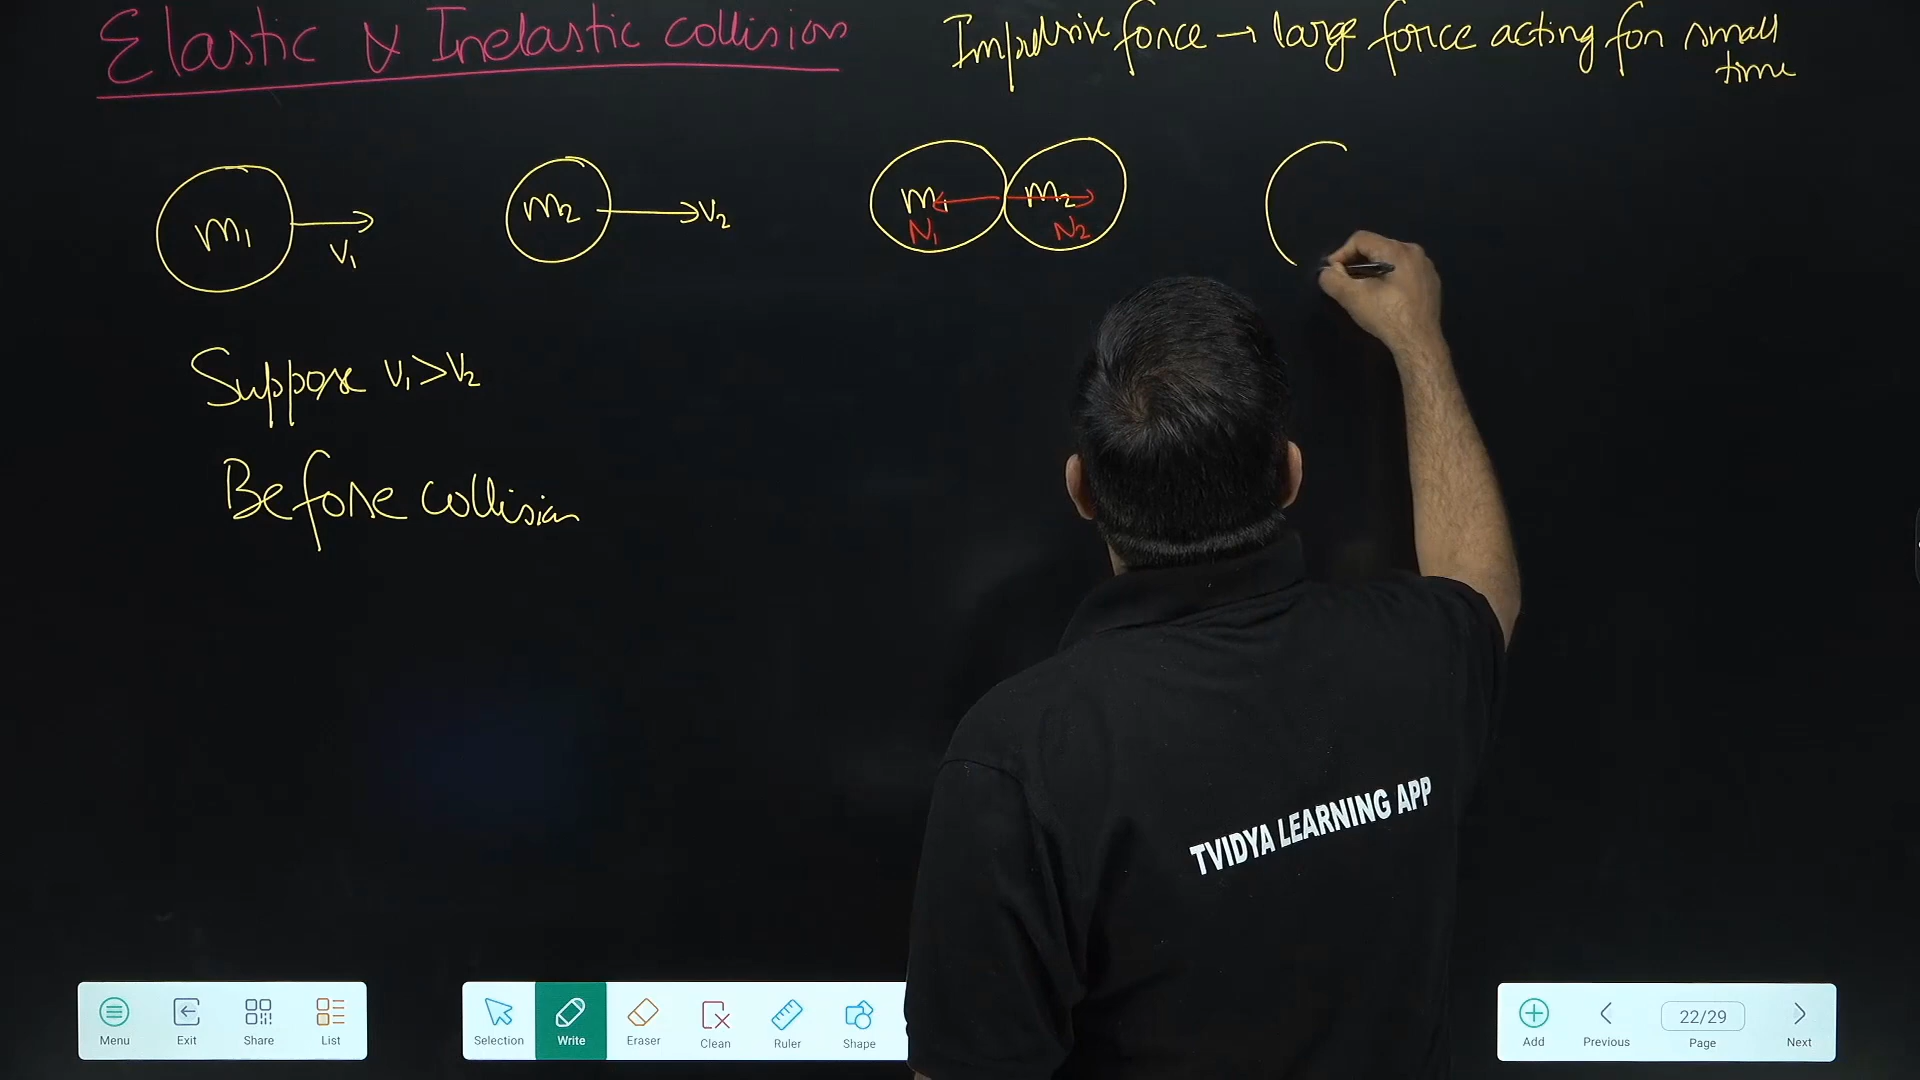 Elastic & Inelastic collision
Impulsive force → large force acting for small
time
m₁
v₁
m₂
v₂
m₁
N₁
m₂
N₂
Suppose v₁>v₂
Before collision
TVIDYA LEARNING APP
Menu
Exit
Share
List
Selection
Write
Eraser
Clean
Ruler
Shape
Add
Previous
22/29
Page
Next